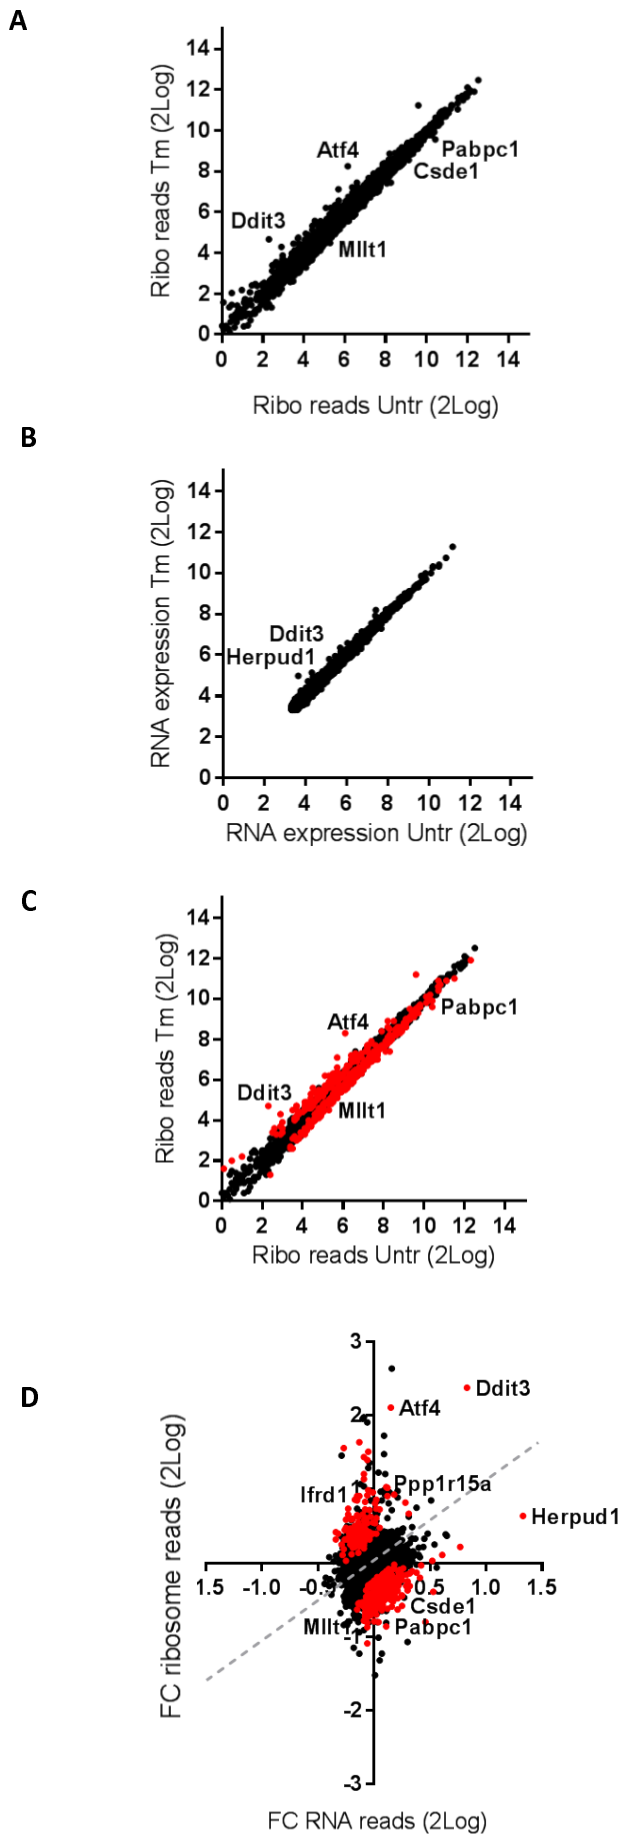 A
Ribo reads Tm (2Log)
14
12
10
8
6
4
2
0
Atf4
Pabpc1
Csde1
Ddit3
Mllt1
0 2 4 6 8 10 12 14
Ribo reads Untr (2Log)
B
RNA expression Tm (2Log)
14
12
10
8
6
4
2
0
Ddit3
Herpud1
0 2 4 6 8 10 12 14
RNA expression Untr (2Log)
C
Ribo reads Tm (2Log)
14
12
10
8
6
4
2
0
Atf4
Pabpc1
Ddit3
Mllt1
0 2 4 6 8 10 12 14
Ribo reads Untr (2Log)
D
FC ribosome reads (2Log)
3
Ddit3
2
Atf4
Ifrd1
1
Ppp1r15a
Herpud1
1.5 -1.0 -0.5 0.5 1.0 1.5
Csde1
Mllt1
-1
Pabpc1
-2
-3
FC RNA reads (2Log)